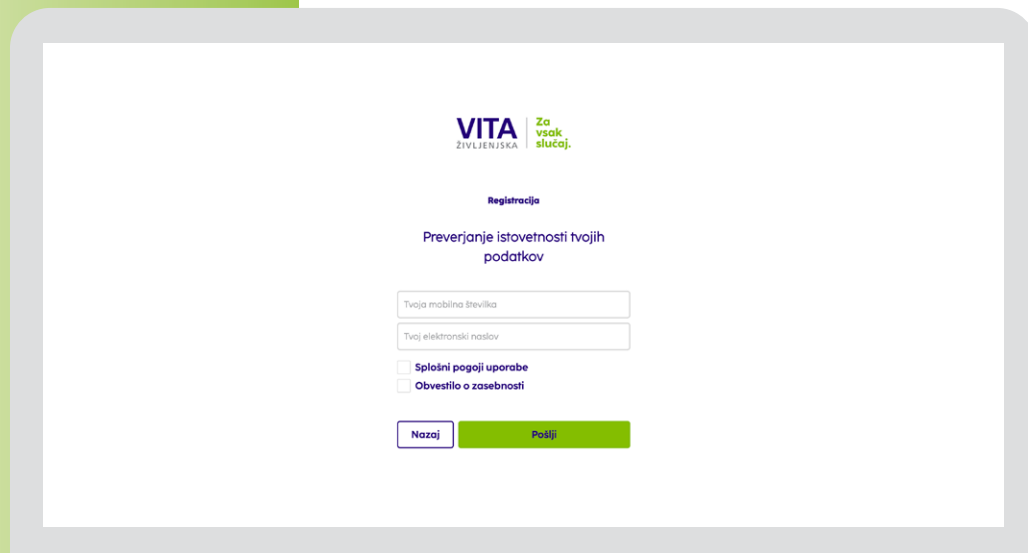 VITA
ŽIVLJENJSKA
Za
vsak
slučaj.
Registracija
Preverjanje istovetnosti tvojih
podatkov
Tvoja mobilna številka
Tvoj elektronski naslov
Splošni pogoji uporabe
Obvestilo o zasebnosti
Nazaj
Pošlji